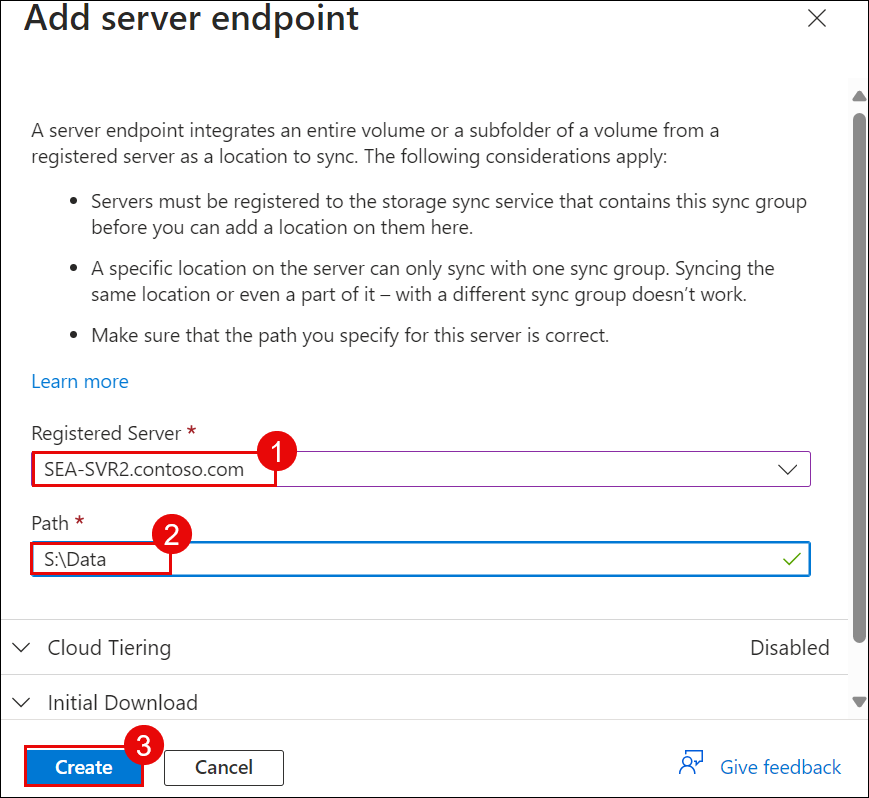 Add server endpoint
A server endpoint integrates an entire volume or a subfolder of a volume from a
registered server as a location to sync. The following considerations apply:
Servers must be registered to the storage sync service that contains this sync group
before you can add a location on them here.
A specific location on the server can only sync with one sync group. Syncing the
same location or even a part of it – with a different sync group doesn’t work.
Make sure that the path you specify for this server is correct.
Learn more
Registered Server *
1
SEA-SVR2.contoso.com
Path *
2
S:\Data
Cloud Tiering Disabled
Initial Download
3
Create Cancel Give feedback